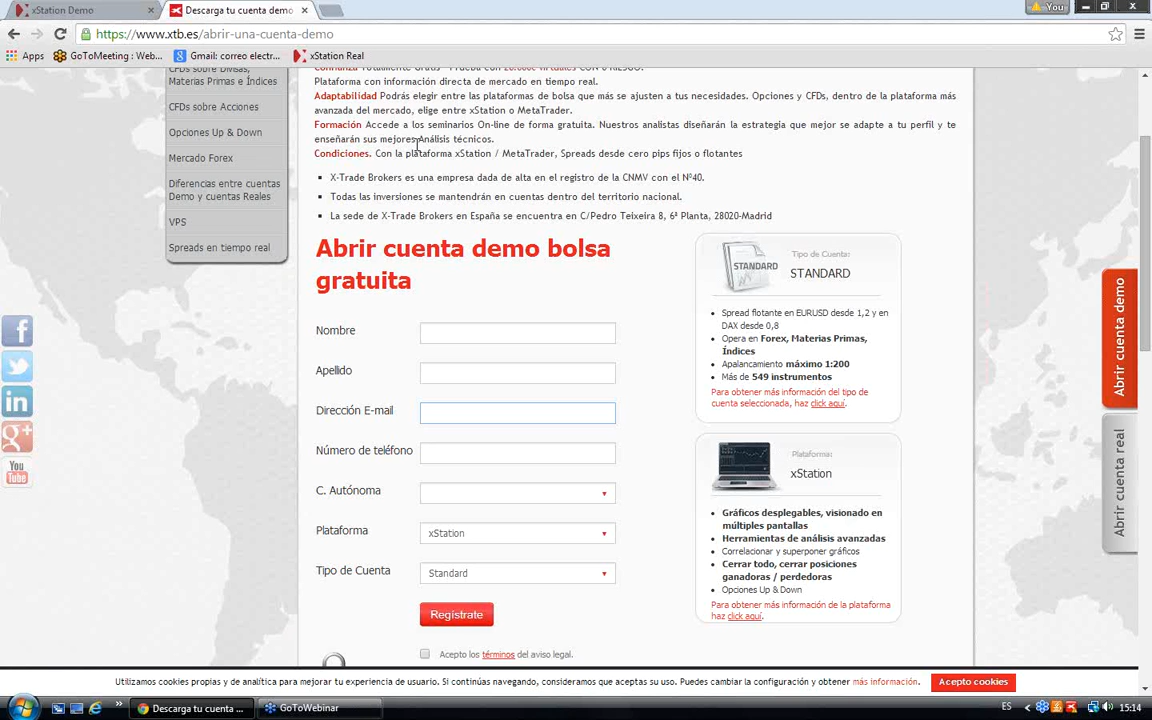 xStation Demo
Descarga tu cuenta demo
You
https://www.xtb.es/abrir-una-cuenta-demo
Apps
GoToMeeting : Web...
Gmail: correo electr...
xStation Real
CFDs sobre Divisas,
Materias Primas e Índices
CFDs sobre Acciones
Opciones Up & Down
Mercado Forex
Diferencias entre cuentas
Demo y cuentas Reales
VPS
Spreads en tiempo real
Plataforma con información directa de mercado en tiempo real.
Adaptabilidad Podrás elegir entre las plataformas de bolsa que más se ajusten a tus necesidades. Opciones y CFDs, dentro de la plataforma más
avanzada del mercado, elige entre xStation o MetaTrader.
Formación Accede a los seminarios On-line de forma gratuita. Nuestros analistas diseñarán la estrategia que mejor se adapte a tu perfil y te
enseñarán sus mejores Análisis técnicos.
Condiciones. Con la plataforma xStation / MetaTrader, Spreads desde cero pips fijos o flotantes
X-Trade Brokers es una empresa dada de alta en el registro de la CNMV con el Nº40.
Todas las inversiones se mantendrán en cuentas dentro del territorio nacional.
La sede de X-Trade Brokers en España se encuentra en C/Pedro Teixeira 8, 6ª Planta, 28020-Madrid
Abrir cuenta demo bolsa
gratuita
Nombre
Apellido
Dirección E-mail
Número de teléfono
C. Autónoma
Plataforma
xStation
Tipo de Cuenta
Standard
Regístrate
Acepto los términos del aviso legal.
STANDARD
Tipo de Cuenta:
STANDARD
Spread flotante en EURUSD desde 1,2 y en
DAX desde 0,8
Opera en Forex, Materias Primas,
Índices
Apalancamiento máximo 1:200
Más de 549 instrumentos
Para obtener más información del tipo de
cuenta seleccionada, haz click aquí.
Plataforma:
xStation
Gráficos desplegables, visionado en
múltiples pantallas
Herramientas de análisis avanzadas
Correlacionar y superponer gráficos
Cerrar todo, cerrar posiciones
ganadoras / perdedoras
Opciones Up & Down
Para obtener más información de la plataforma
haz click aquí.
Abrir cuenta demo
Abrir cuenta real
You
Tube
Utilizamos cookies propias y de analítica para mejorar tu experiencia de usuario. Si continúas navegando, consideramos que aceptas su uso. Puedes cambiar la configuración y obtener más información.
Acepto cookies
Descarga tu cuenta ...
GoToWebinar
ES
15:14